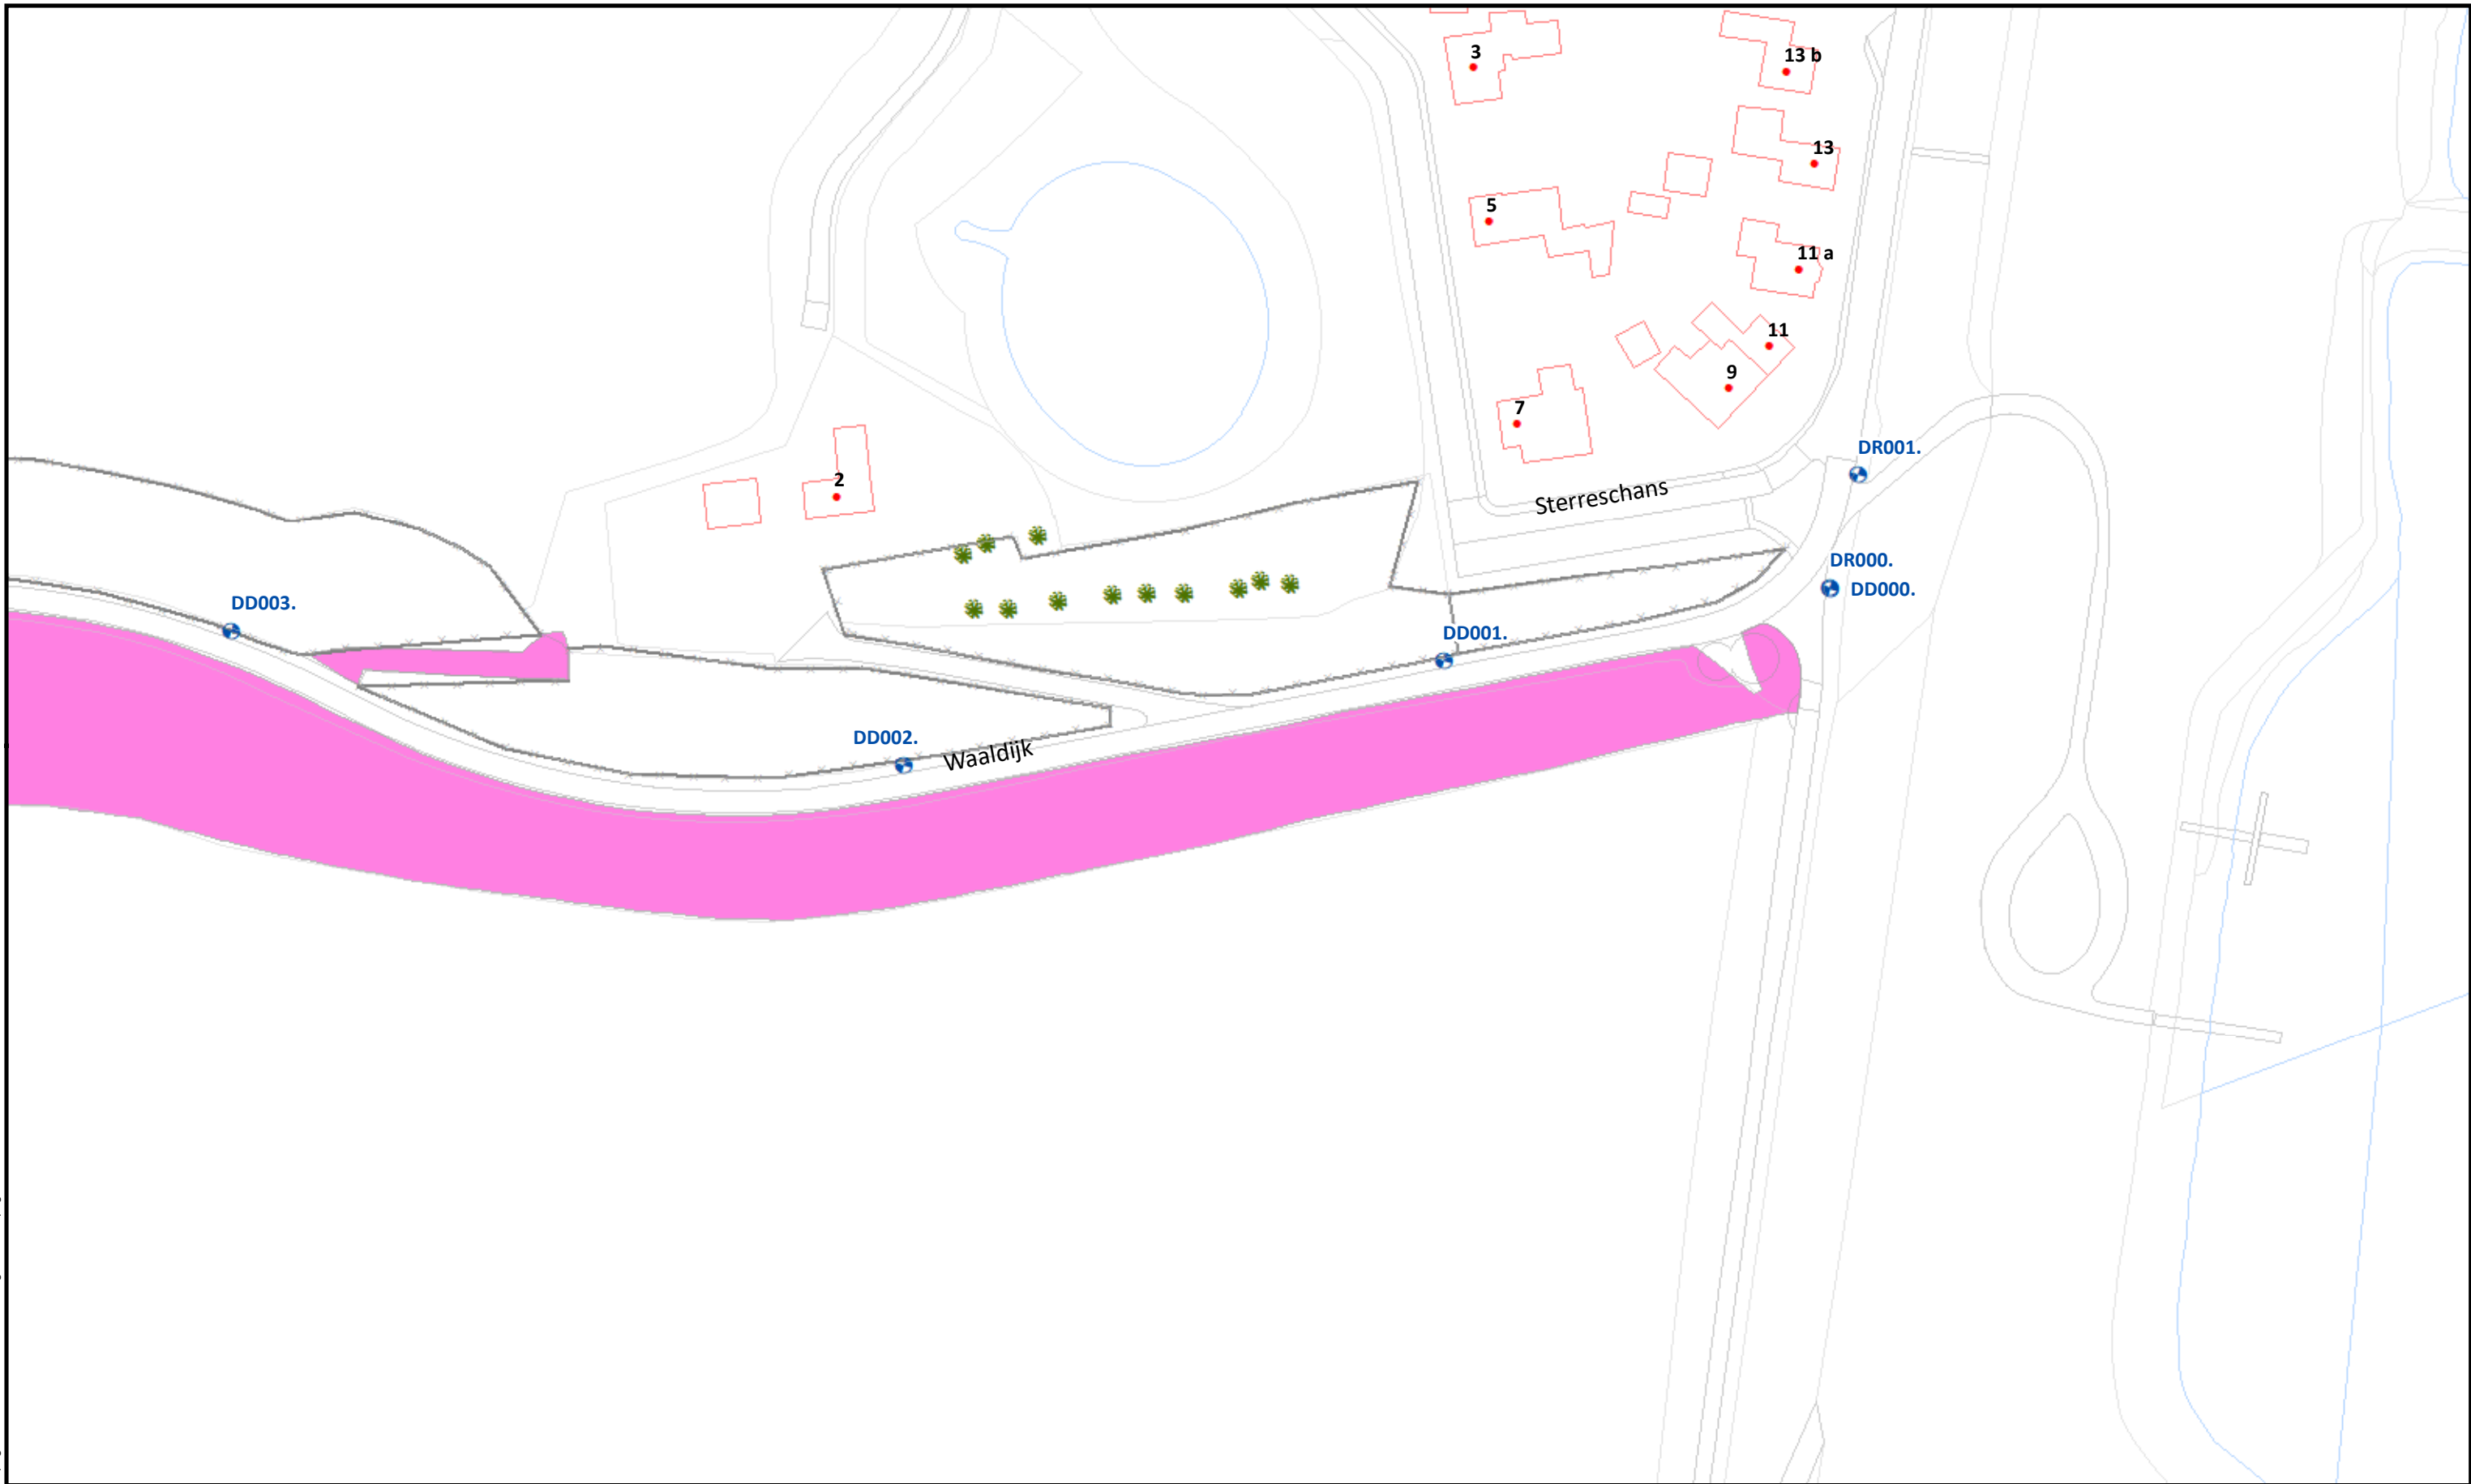 3
13 b
13
5
11 a
11
9
7
DR001.
2
Sterreschans
DR000.
DD000.
DD003.
DD001.
DD002.
Waaldijk